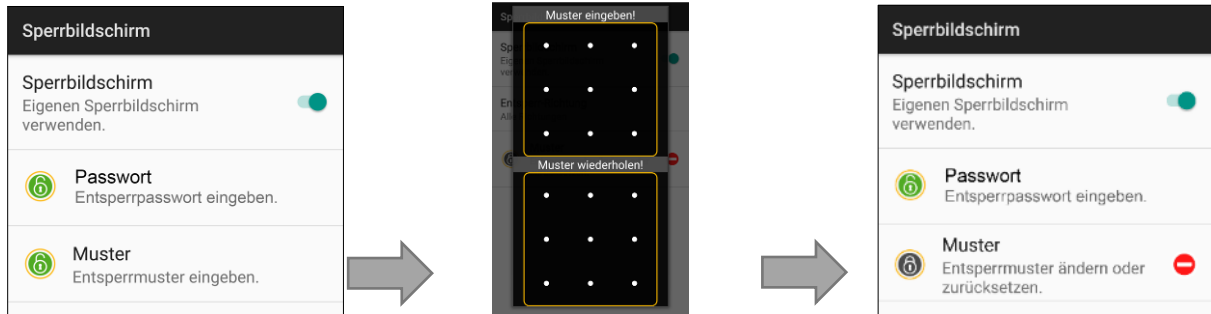 Sperrbildschirm
Sperrbildschirm
Eigenen Sperrbildschirm
verwenden.
Passwort
Entsperrpasswort eingeben.
Muster
Entsperrmuster eingeben.
Muster eingeben!
Muster wiederholen!
Sperrbildschirm
Sperrbildschirm
Eigenen Sperrbildschirm
verwenden.
Passwort
Entsperrpasswort eingeben.
Muster
Entsperrmuster ändern oder
zurücksetzen.